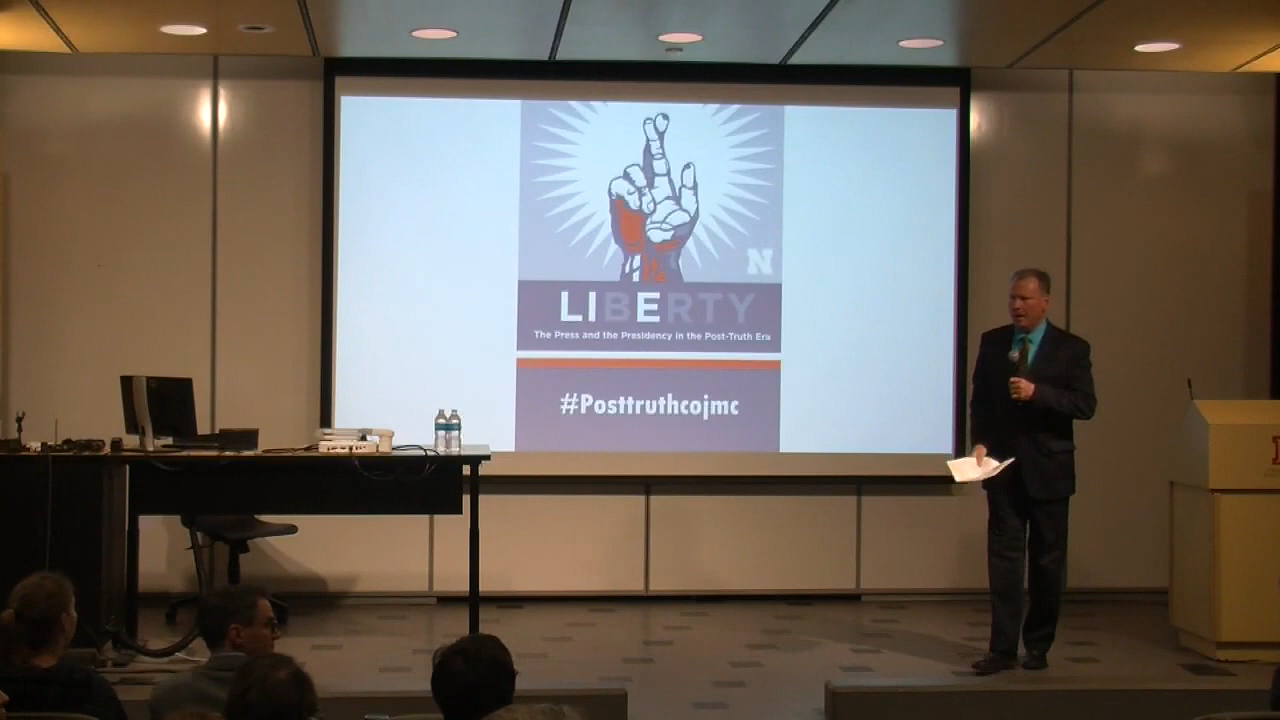 N
LIBERTY
The Press and the Presidency in the Post-Truth Era
#Posttruthcojmc